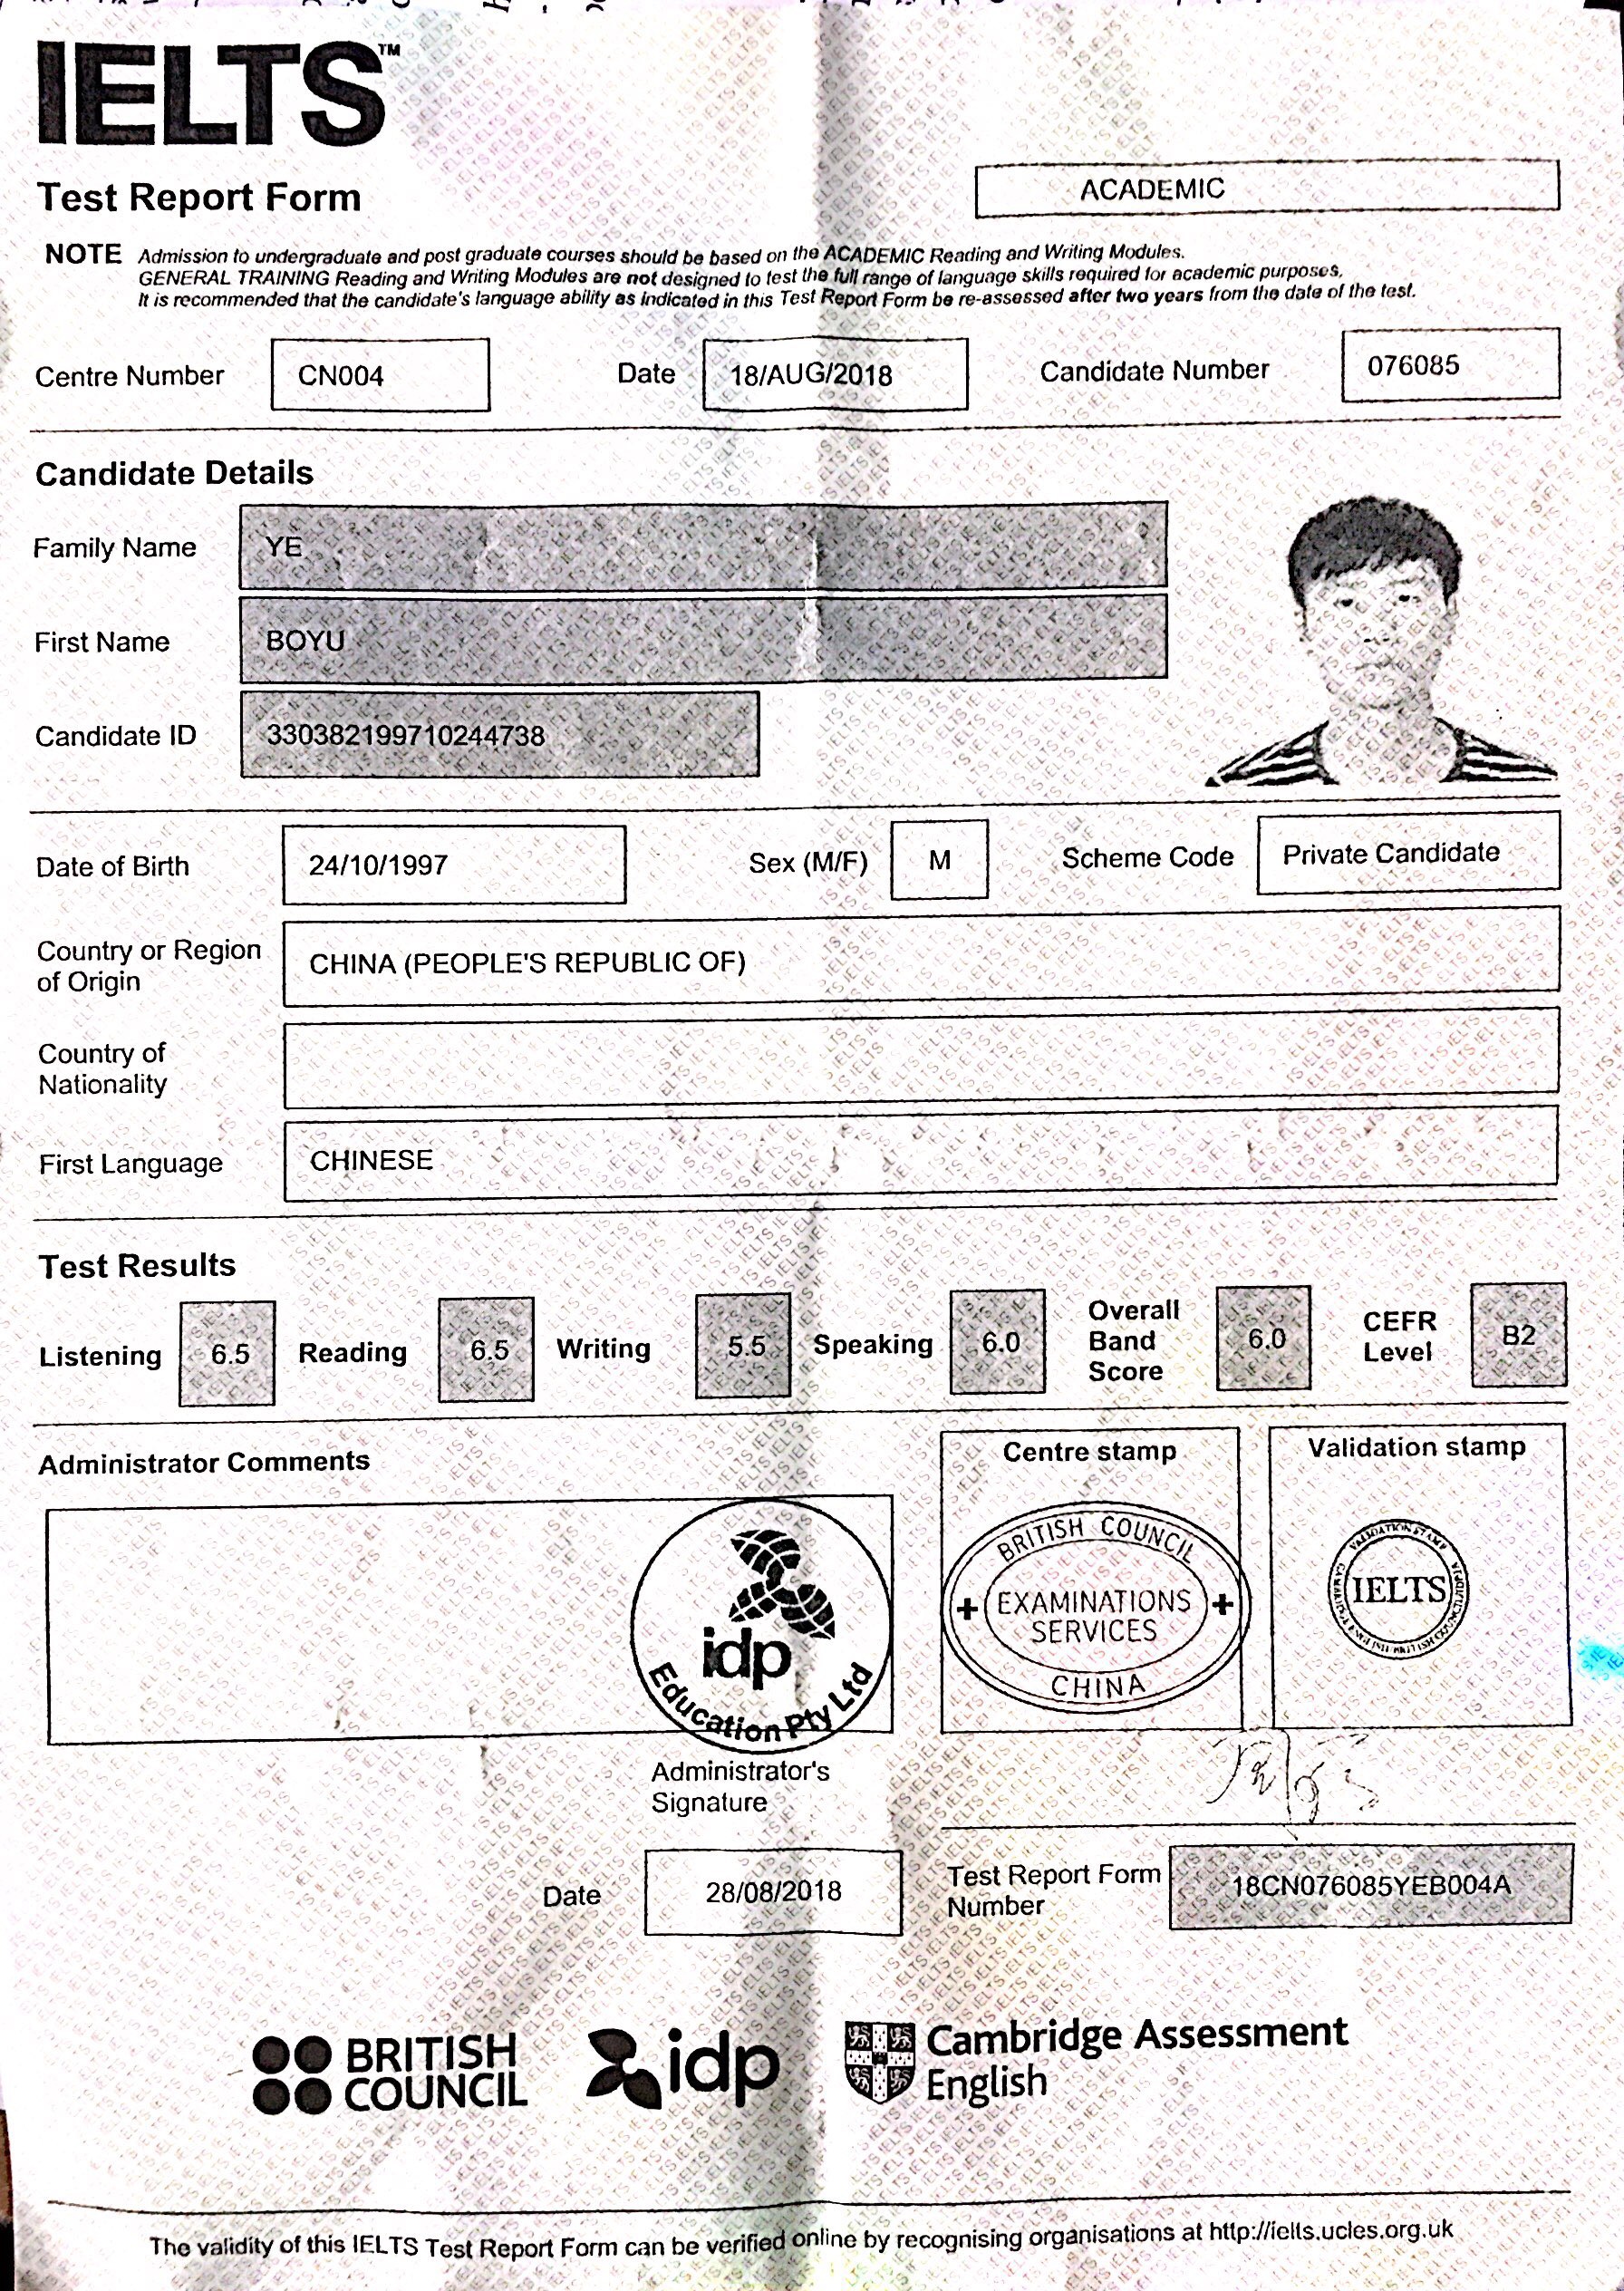 IELTS™
Test Report Form
ACADEMIC
NOTE Admission to undergraduate and post graduate courses should be based on the ACADEMIC Reading and Writing Modules.
GENERAL TRAINING Reading and Writing Modules are not designed to test the full range of language skills required for academic purposes.
It is recommended that the candidate's language ability as indicated in this Test Report Form be re-assessed after two years from the date of the test.
Centre Number CN004 Date 18/AUG/2018 Candidate Number 076085
Candidate Details
Family Name YE
First Name BOYU
Candidate ID 330382199710244738
Date of Birth 24/10/1997 Sex (M/F) M Scheme Code Private Candidate
Country or Region
of Origin
CHINA (PEOPLE'S REPUBLIC OF)
Country of
Nationality
First Language CHINESE
Test Results
Listening 6.5 Reading 6.5 Writing 5.5 Speaking 6.0
Overall
Band
Score
6.0
CEFR
Level
B2
Administrator Comments
idp
Education Pty Ltd
Centre stamp
BRITISH COUNCIL
EXAMINATIONS
SERVICES
CHINA
Validation stamp
VALIDATION STAMP
IELTS
Administrator's
Signature
Date 28/08/2018
Test Report Form
Number
18CN076085YEB004A
BRITISH
COUNCIL
idp
Cambridge Assessment
English
The validity of this IELTS Test Report Form can be verified online by recognising organisations at http://ielts.ucles.org.uk